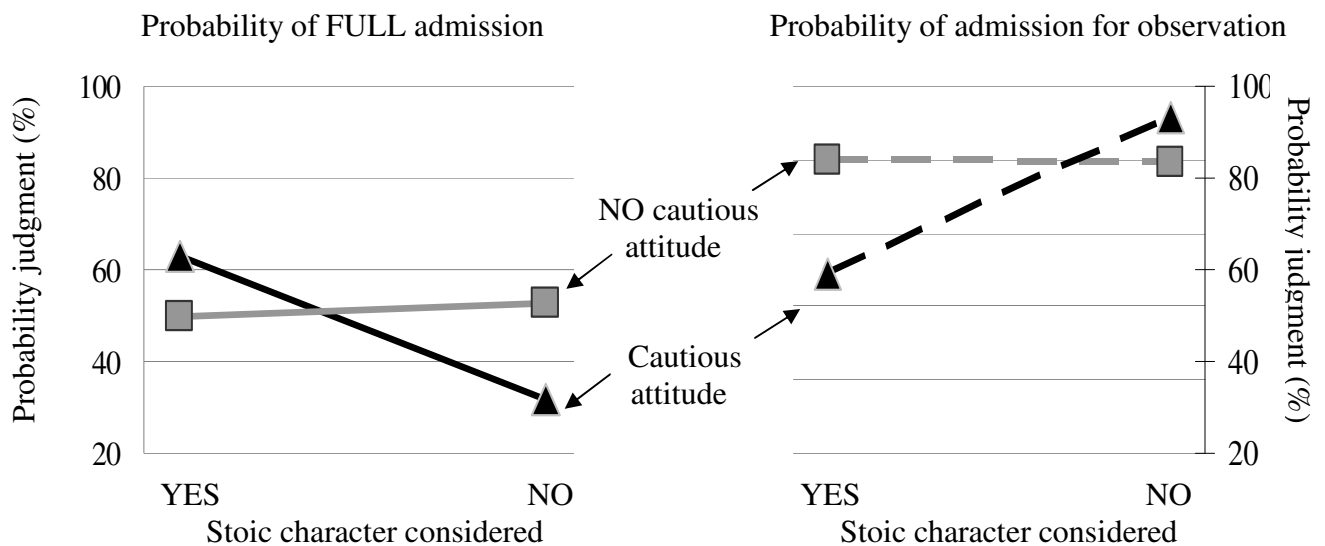 Probability of FULL admission
Probability judgment (%)
100
80
60
40
20
YES
NO
Stoic character considered
NO cautious
attitude
Cautious
attitude
Probability of admission for observation
100
80
60
40
20
Probability judgment (%)
YES
NO
Stoic character considered